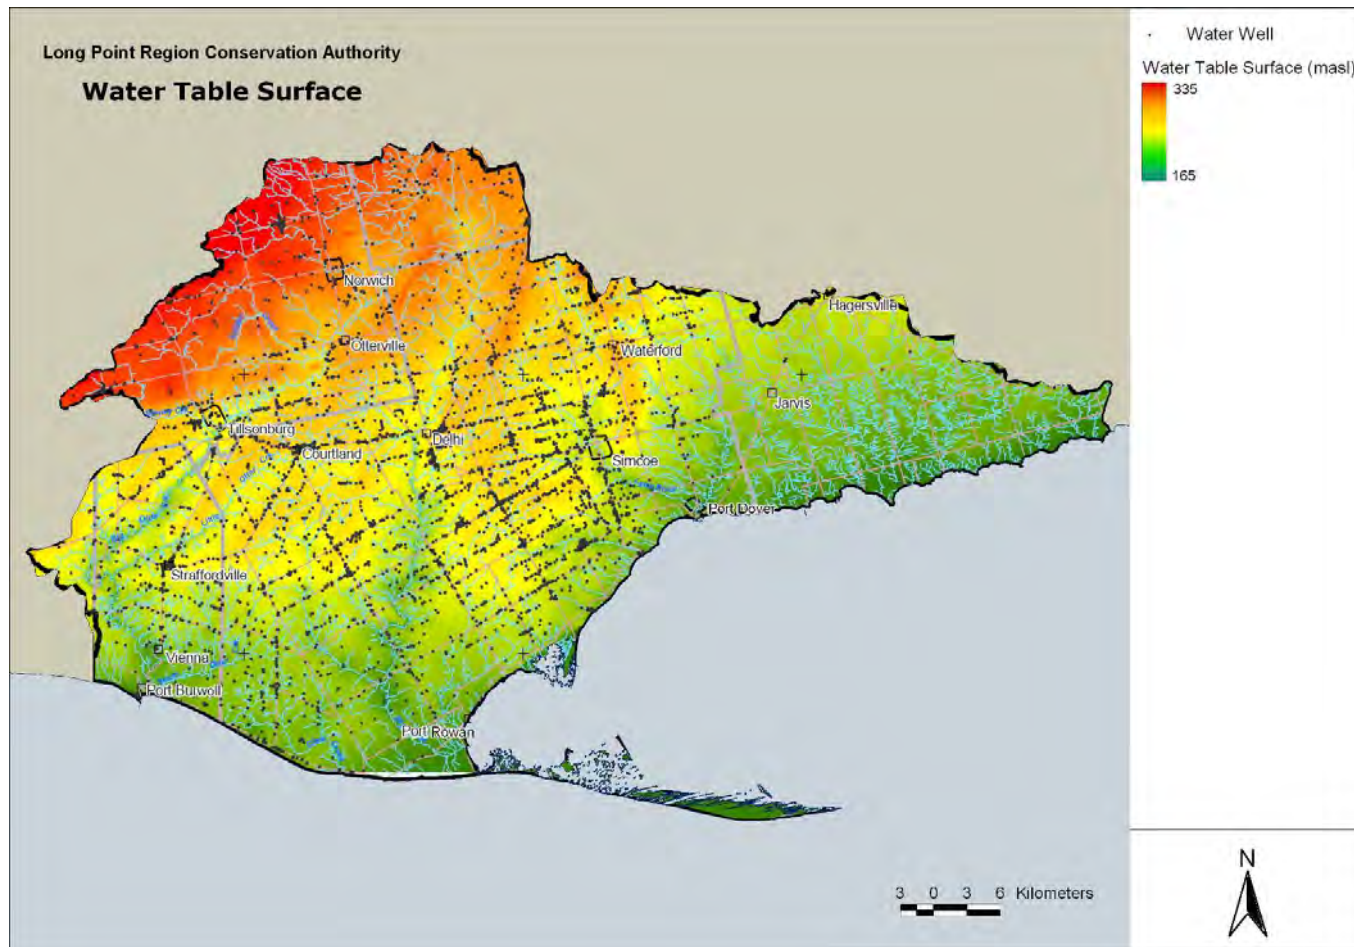 Long Point Region Conservation Authority
Water Table Surface
Water Well
Water Table Surface (masl)
335
165
Norwich
Hagersville
Otterville
Waterford
Jarvis
Tillsonburg
Delhi
Courtland
Simcoe
Port Dover
Straffordville
Vienna
Port Burwell
Port Rowan
N
3 0 3 6 Kilometers